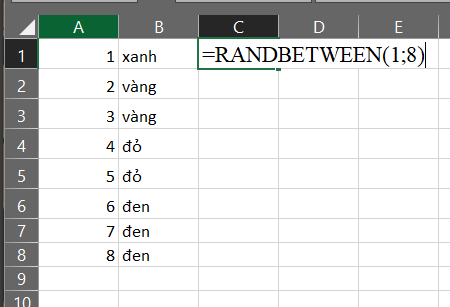 A B C D E
1 1 xanh =RANDBETWEEN(1;8)
2 2 vàng
3 3 vàng
4 4 đỏ
5 5 đỏ
6 6 đen
7 7 đen
8 8 đen
9
10